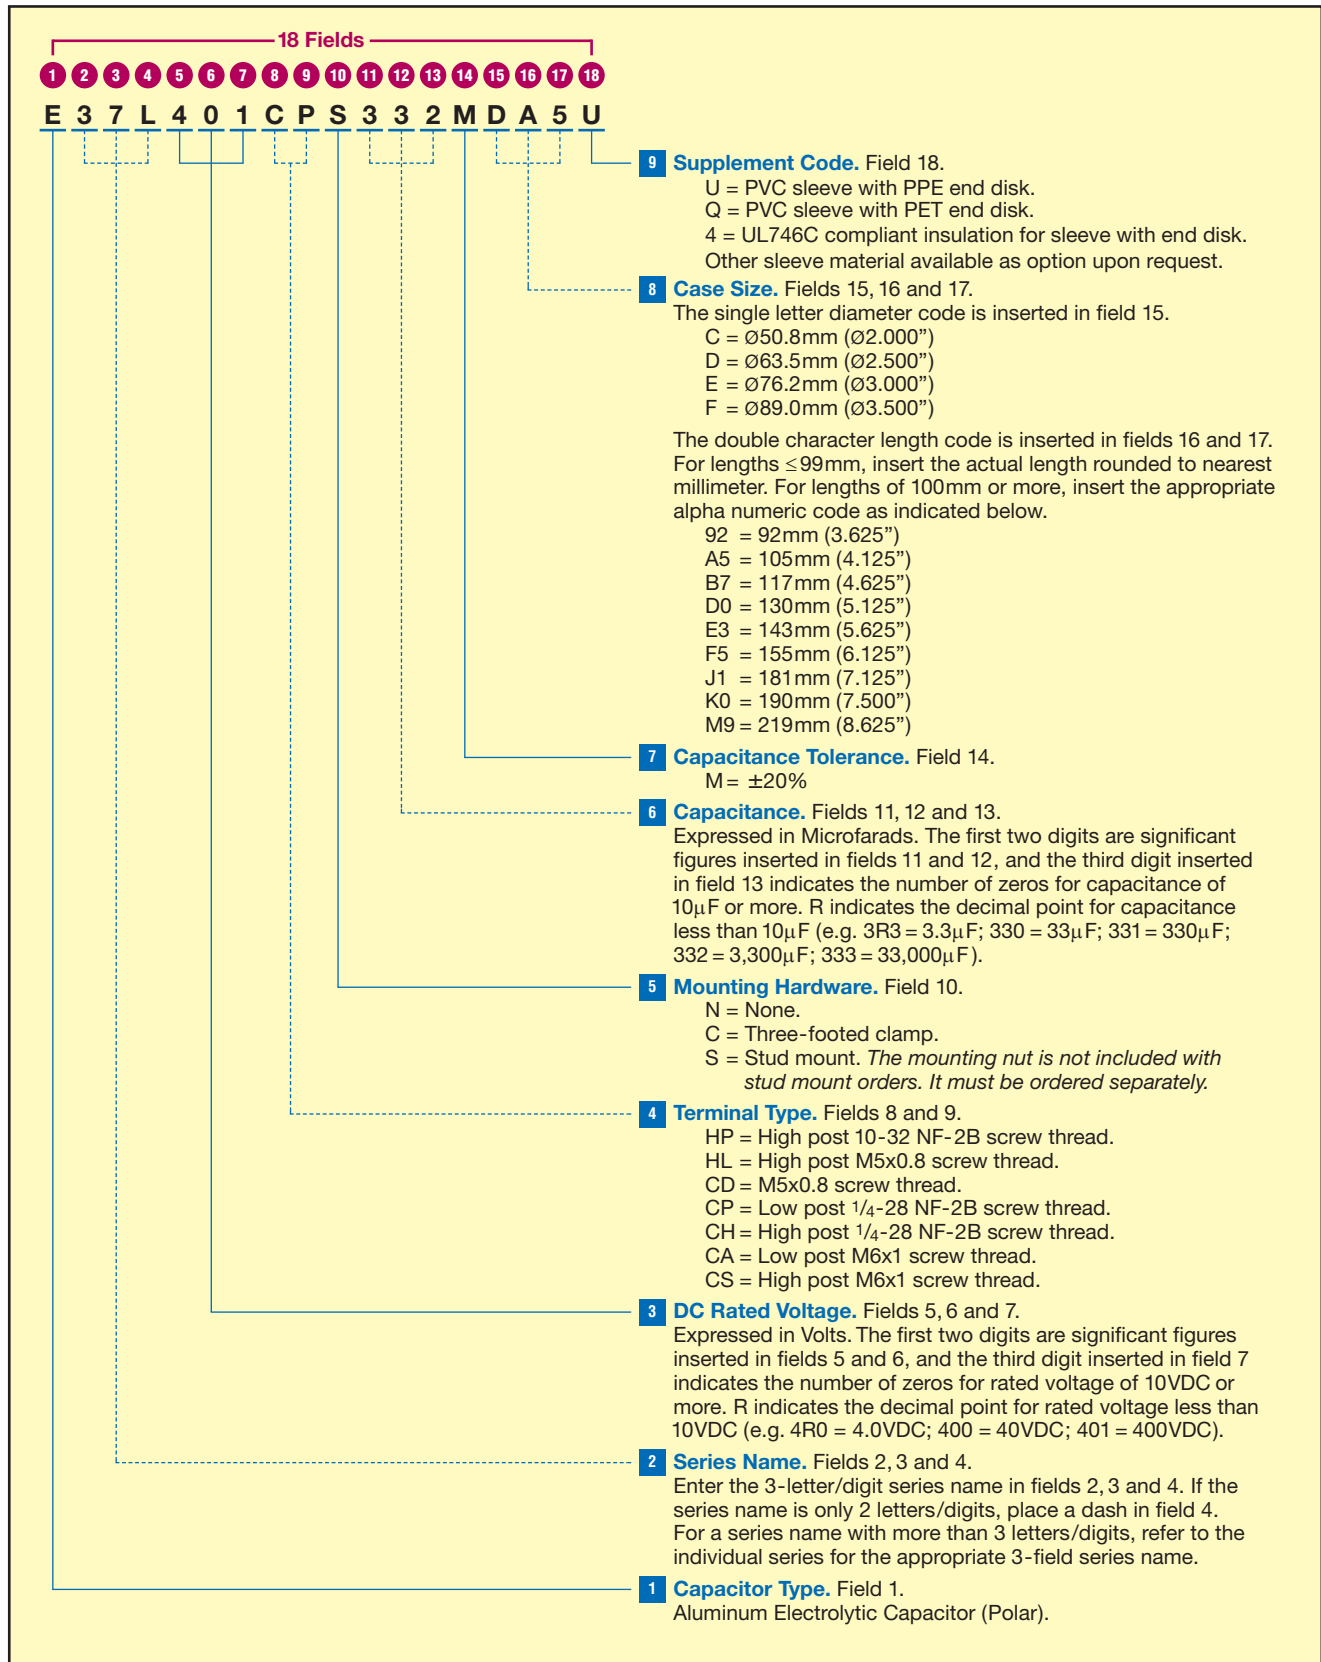 18 Fields
1 2 3 4 5 6 7 8 9 10 11 12 13 14 15 16 17 18
E 3 7 L 4 0 1 C P S 3 3 2 M D A 5 U
9 Supplement Code. Field 18.
U = PVC sleeve with PPE end disk.
Q = PVC sleeve with PET end disk.
4 = UL746C compliant insulation for sleeve with end disk.
Other sleeve material available as option upon request.
8 Case Size. Fields 15, 16 and 17.
The single letter diameter code is inserted in field 15.
C = Ø50.8mm (Ø2.000”)
D = Ø63.5mm (Ø2.500”)
E = Ø76.2mm (Ø3.000”)
F = Ø89.0mm (Ø3.500”)
The double character length code is inserted in fields 16 and 17.
For lengths ≤99mm, insert the actual length rounded to nearest
millimeter. For lengths of 100mm or more, insert the appropriate
alpha numeric code as indicated below.
92 = 92mm (3.625”)
A5 = 105mm (4.125”)
B7 = 117mm (4.625”)
D0 = 130mm (5.125”)
E3 = 143mm (5.625”)
F5 = 155mm (6.125”)
J1 = 181mm (7.125”)
K0 = 190mm (7.500”)
M9 = 219mm (8.625”)
7 Capacitance Tolerance. Field 14.
M = ±20%
6 Capacitance. Fields 11, 12 and 13.
Expressed in Microfarads. The first two digits are significant
figures inserted in fields 11 and 12, and the third digit inserted
in field 13 indicates the number of zeros for capacitance of
10µF or more. R indicates the decimal point for capacitance
less than 10µF (e.g. 3R3 = 3.3µF; 330 = 33µF; 331 = 330µF;
332 = 3,300µF; 333 = 33,000µF).
5 Mounting Hardware. Field 10.
N = None.
C = Three-footed clamp.
S = Stud mount. The mounting nut is not included with
stud mount orders. It must be ordered separately.
4 Terminal Type. Fields 8 and 9.
HP = High post 10-32 NF-2B screw thread.
HL = High post M5x0.8 screw thread.
CD = M5x0.8 screw thread.
CP = Low post 1/4-28 NF-2B screw thread.
CH = High post 1/4-28 NF-2B screw thread.
CA = Low post M6x1 screw thread.
CS = High post M6x1 screw thread.
3 DC Rated Voltage. Fields 5, 6 and 7.
Expressed in Volts. The first two digits are significant figures
inserted in fields 5 and 6, and the third digit inserted in field 7
indicates the number of zeros for rated voltage of 10VDC or
more. R indicates the decimal point for rated voltage less than
10VDC (e.g. 4R0 = 4.0VDC; 400 = 40VDC; 401 = 400VDC).
2 Series Name. Fields 2, 3 and 4.
Enter the 3-letter/digit series name in fields 2, 3 and 4. If the
series name is only 2 letters/digits, place a dash in field 4.
For a series name with more than 3 letters/digits, refer to the
individual series for the appropriate 3-field series name.
1 Capacitor Type. Field 1.
Aluminum Electrolytic Capacitor (Polar).